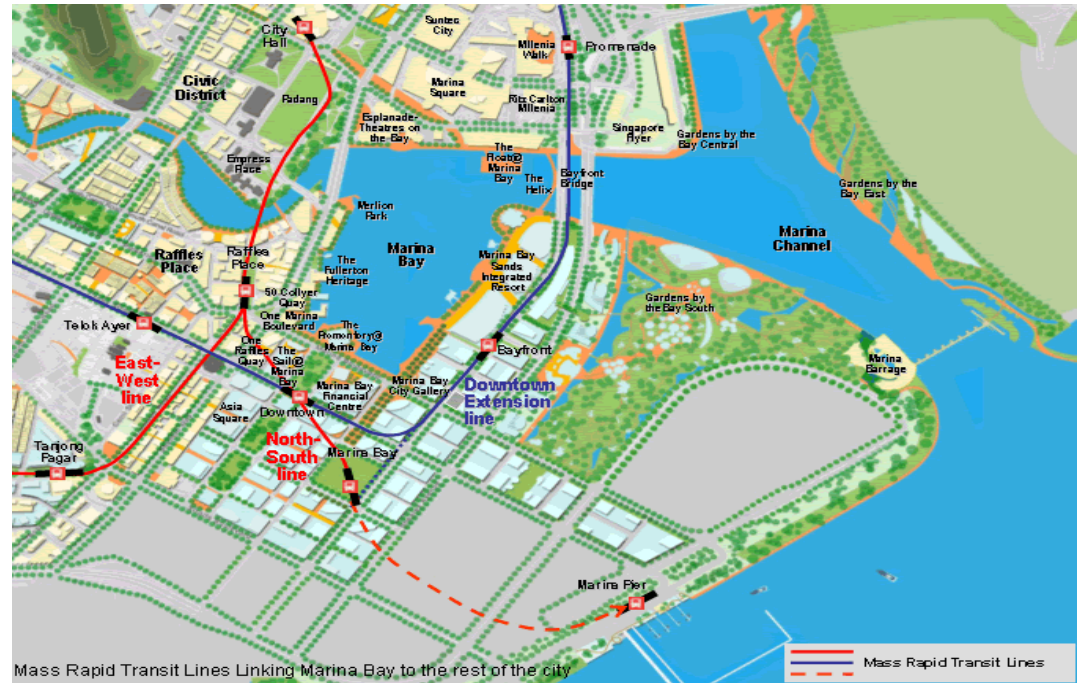 City
Hall
Suntec
City
Millenia
Walk
Promenade
Civic
District
Padang
Marina
Square
Ritz Carlton
Millenia
Esplanade-
Theatres on
the Bay
Singapore
Flyer
Gardens by the
Bay Central
Empress
Place
The
Float@
Marina
Bay
The
Helix
Bayfront
Bridge
Gardens by the
Bay East
Merlion
Park
Marina
Bay
Marina
Channel
Raffles
Place
Raffles
Place
The
Fullerton
Heritage
Marina Bay
Sands
Integrated
Resort
50 Collyer
Quay
One Marina
Boulevard
Gardens by
the Bay South
Telok Ayer
The
Promontory@
Marina Bay
One
Raffles
Quay
The
Sail@
Marina
Bay
Bayfront
Marina
Barrage
East-
West
line
Marina Bay
Financial
Centre
Marina Bay
City Gallery
Downtown
Extension
line
Asia
Square
Downtown
North-
South
line
Marina Bay
Tanjong
Pagar
Marina Pier
Mass Rapid Transit Lines Linking Marina Bay to the rest of the city
Mass Rapid Transit Lines